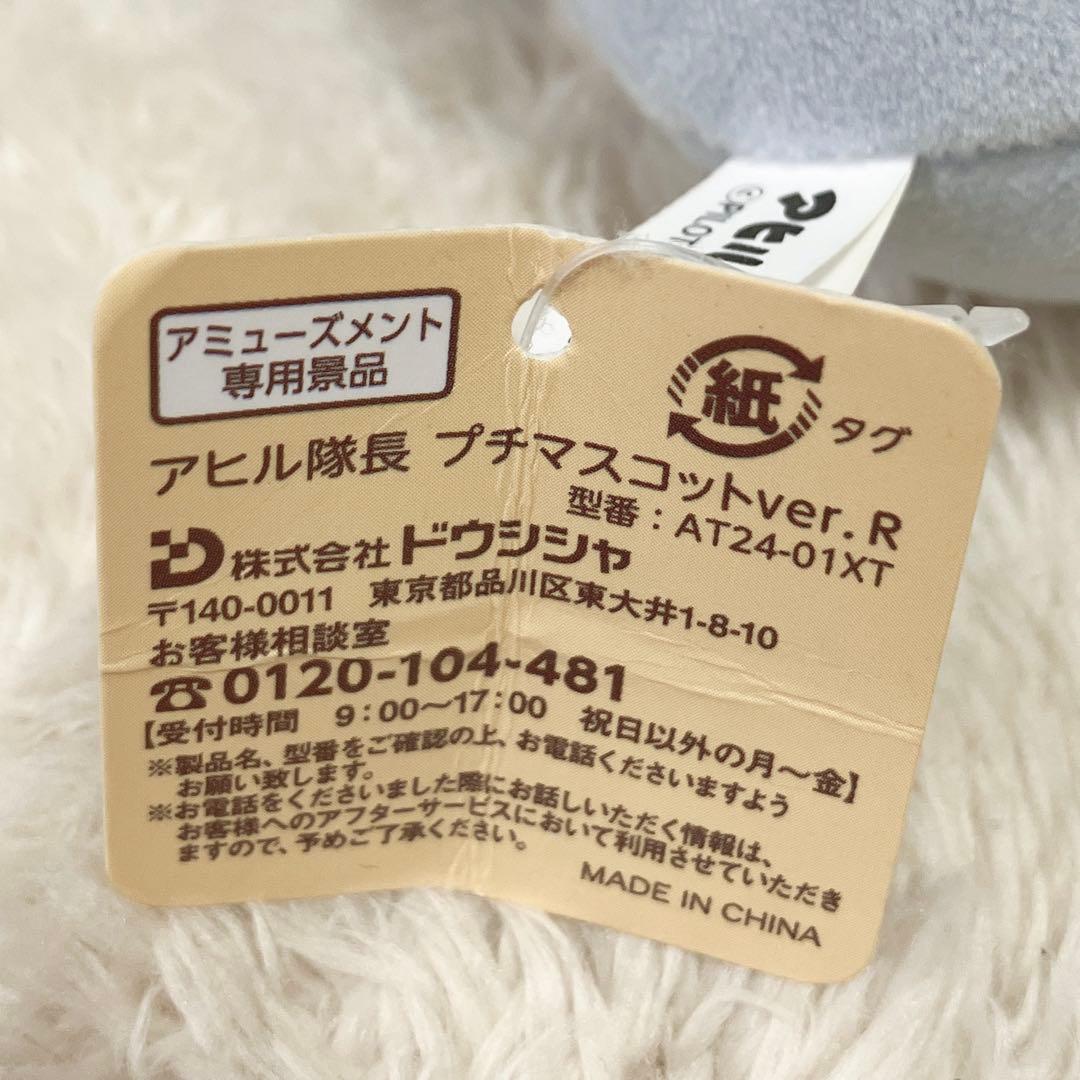 アヒル
©PILOT
アミューズメント
専用景品
紙
タグ
アヒル隊長 プチマスコットver.R
型番：AT24-01XT
株式会社ドウシシャ
〒140-0011 東京都品川区東大井1-8-10
お客様相談室
☎0120-104-481
【受付時間 9：00〜17：00 祝日以外の月〜金】
※製品名、型番をご確認の上、お電話くださいますよう
お願い致します。
※お電話をくださいました際にお話しいただく情報は、
お客様へのアフターサービスにおいて利用させていただき
ますので、予めご了承ください。
MADE IN CHINA